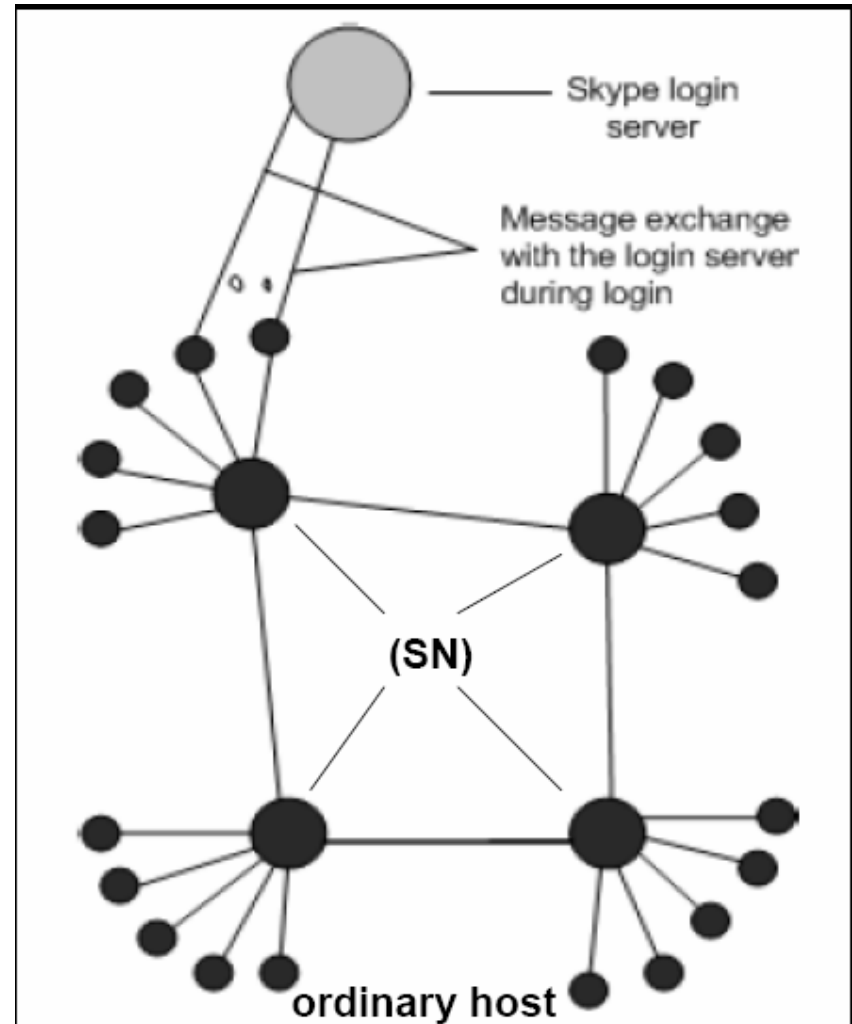 Skype login
server
Message exchange
with the login server
during login
(SN)
ordinary host